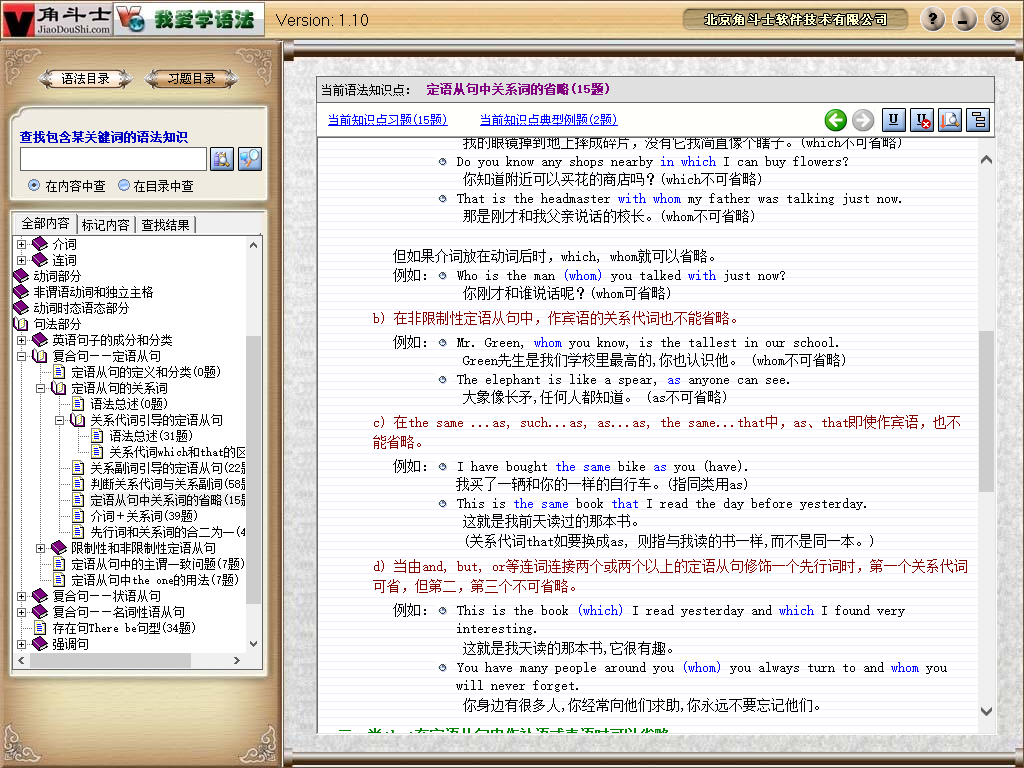 角斗士
JiaoDouShi.com
我爱学语法
Version: 1.10
北京角斗士软件技术有限公司
语法目录
习题目录
查找包含某关键词的语法知识
在内容中查
在目录中查
全部内容
标记内容
查找结果
介词
连词
动词部分
非谓语动词和独立主格
动词时态语态部分
句法部分
英语句子的成分和分类
复合句——定语从句
定语从句的定义和分类(0题)
定语从句的关系词
语法总述(0题)
关系代词引导的定语从句
语法总述(31题)
关系代词which和that的区
关系副词引导的定语从句(22题
判断关系代词与关系副词(58题
定语从句中关系词的省略(15题
介词＋关系词(39题)
先行词和关系词的合二为一(4
限制性和非限制性定语从句
定语从句中的主谓一致问题(7题)
定语从句中the one的用法(7题)
复合句——状语从句
复合句——名词性语从句
存在句There be句型(34题)
强调句
当前语法知识点：
定语从句中关系词的省略(15题)
当前知识点习题(15题)
当前知识点典型例题(2题)
我的眼镜掉到地上摔成碎片，没有它我简直像个瞎子。(which不可省略)
Do you know any shops nearby in which I can buy flowers?
你知道附近可以买花的商店吗？(which不可省略)
That is the headmaster with whom my father was talking just now.
那是刚才和我父亲说话的校长。(whom不可省略)
但如果介词放在动词后时，which, whom就可以省略。
例如：
Who is the man (whom) you talked with just now?
你刚才和谁说话呢？(whom可省略)
b) 在非限制性定语从句中，作宾语的关系代词也不能省略。
例如：
Mr. Green, whom you know, is the tallest in our school.
Green先生是我们学校里最高的,你也认识他。 (whom不可省略)
The elephant is like a spear, as anyone can see.
大象像长矛,任何人都知道。 (as不可省略)
c) 在the same ...as, such...as, as...as, the same...that中，as、that即使作宾语，也不
能省略。
例如：
I have bought the same bike as you (have).
我买了一辆和你的一样的自行车。(指同类用as)
This is the same book that I read the day before yesterday.
这就是我前天读过的那本书。
(关系代词that如要换成as, 则指与我读的书一样,而不是同一本。)
d) 当由and, but, or等连词连接两个或两个以上的定语从句修饰一个先行词时，第一个关系代词
可省，但第二，第三个不可省略。
例如：
This is the book (which) I read yesterday and which I found very
interesting.
这就是我天读的那本书,它很有趣。
You have many people around you (whom) you always turn to and whom you
will never forget.
你身边有很多人,你经常向他们求助,你永远不要忘记他们。